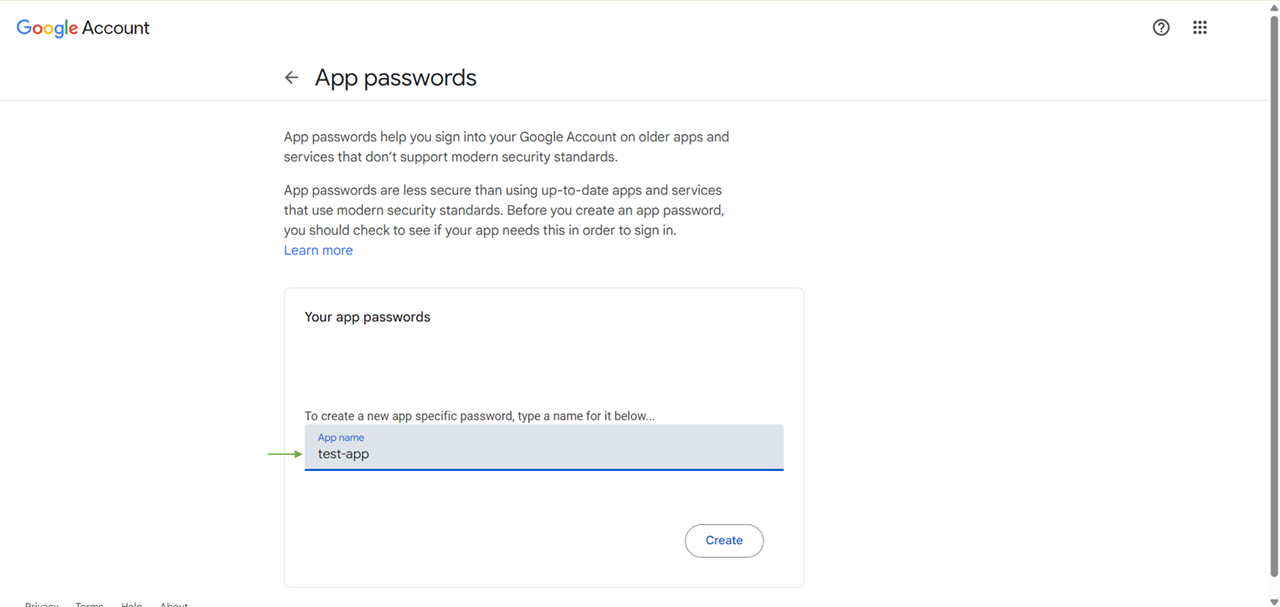 Google Account
App passwords
App passwords help you sign into your Google Account on older apps and
services that don’t support modern security standards.
App passwords are less secure than using up-to-date apps and services
that use modern security standards. Before you create an app password,
you should check to see if your app needs this in order to sign in.
Learn more
Your app passwords
To create a new app specific password, type a name for it below...
App name
test-app
Create
Privacy Terms Help About